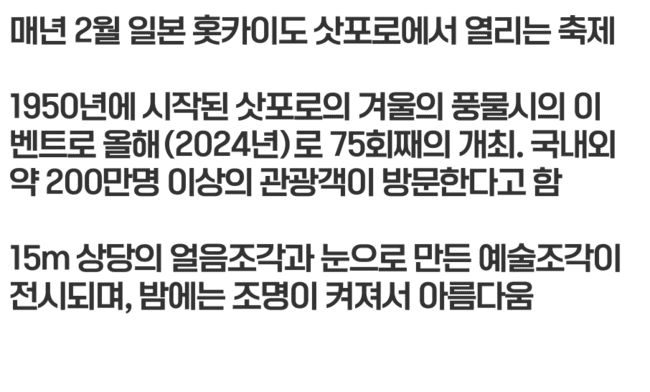 매년 2월 일본 홋카이도 삿포로에서 열리는 축제
1950년에 시작된 삿포로의 겨울의 풍물시의 이
벤트로 올해(2024년)로 75회째의 개최. 국내외
약 200만명 이상의 관광객이 방문한다고 함
15m 상당의 얼음조각과 눈으로 만든 예술조각이
전시되며, 밤에는 조명이 켜져서 아름다움